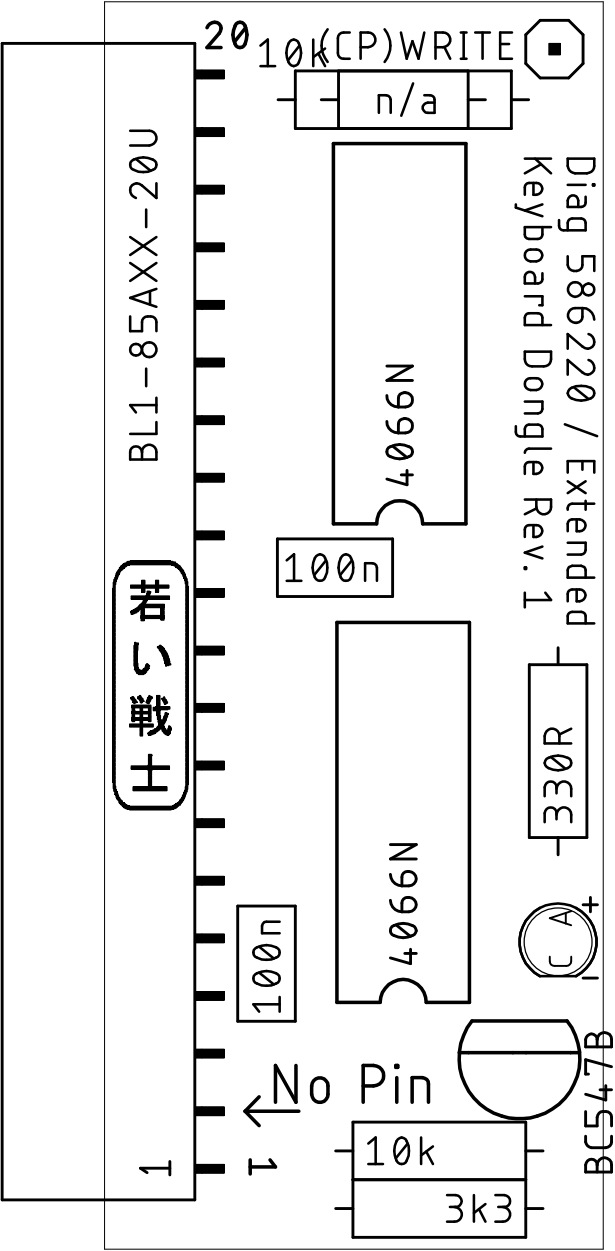 20
10k
(CP)WRITE
n/a
BL1-85AXX-20U
Diag 586220 / Extended
Keyboard Dongle Rev. 1
4066N
100n
若い戦士
330R
4066N
C A
+
-
100n
BC547B
No Pin
←
1
1
10k
3k3